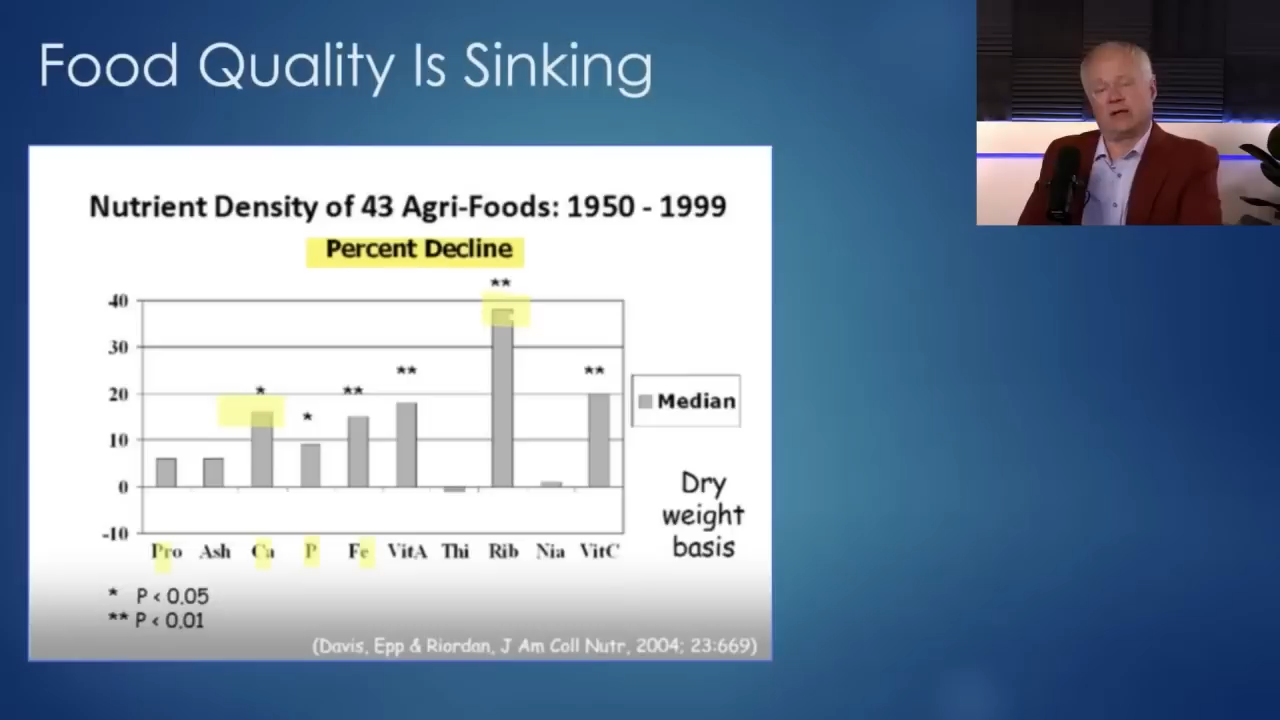 Food Quality Is Sinking
Nutrient Density of 43 Agri-Foods: 1950 - 1999
Percent Decline
40
30
20
10
0
-10
**
*
*
**
**
**
Median
Dry
weight
basis
Pro Ash Ca P Fe VitA Thi Rib Nia VitC
* P < 0.05
** P < 0.01
(Davis, Epp & Riordan, J Am Coll Nutr, 2004; 23:669)